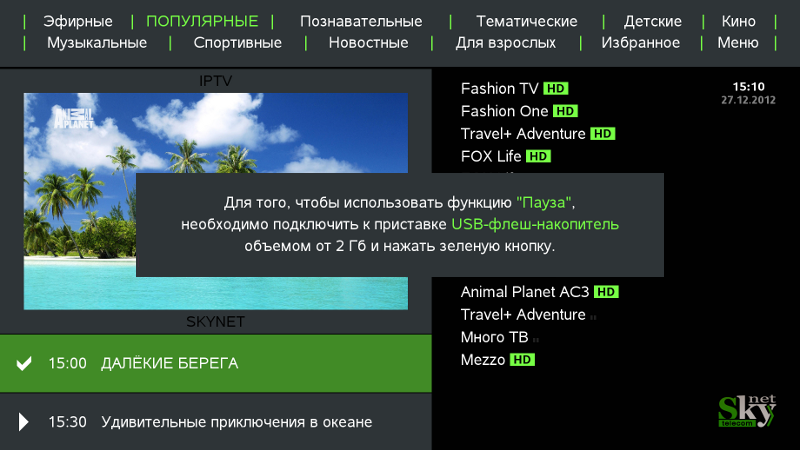 Эфирные | ПОПУЛЯРНЫЕ | Познавательные | Тематические | Детские | Кино
Музыкальные | Спортивные | Новостные | Для взрослых | Избранное | Меню
IPTV
ANIMAL
PLANET
SKYNET
15:00 ДАЛЁКИЕ БЕРЕГА
15:30 Удивительные приключения в океане
Для того, чтобы использовать функцию "Пауза",
необходимо подключить к приставке USB-флеш-накопитель
объемом от 2 Гб и нажать зеленую кнопку.
Fashion TV HD
Fashion One HD
Travel+ Adventure HD
FOX Life HD
Animal Planet AC3 HD
Travel+ Adventure
Много ТВ
Mezzo HD
15:10
27.12.2012
Sky net
telecom